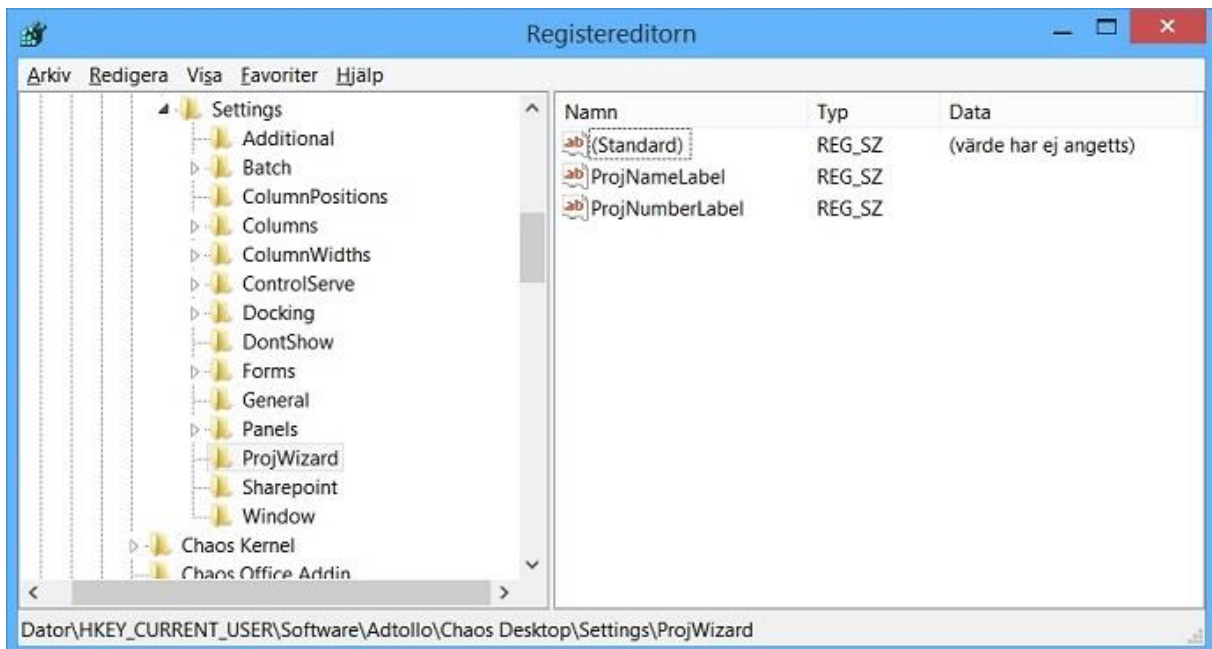 Registereditorn
Arkiv Redigera Visa Favoriter Hjälp
Settings
Additional
Batch
ColumnPositions
Columns
ColumnWidths
ControlServe
Docking
DontShow
Forms
General
Panels
ProjWizard
Sharepoint
Window
Chaos Kernel
Chaos Office Addin
Namn Typ Data
(Standard) REG_SZ (värde har ej angetts)
ProjNameLabel REG_SZ
ProjNumberLabel REG_SZ
Dator\HKEY_CURRENT_USER\Software\Adtollo\Chaos Desktop\Settings\ProjWizard